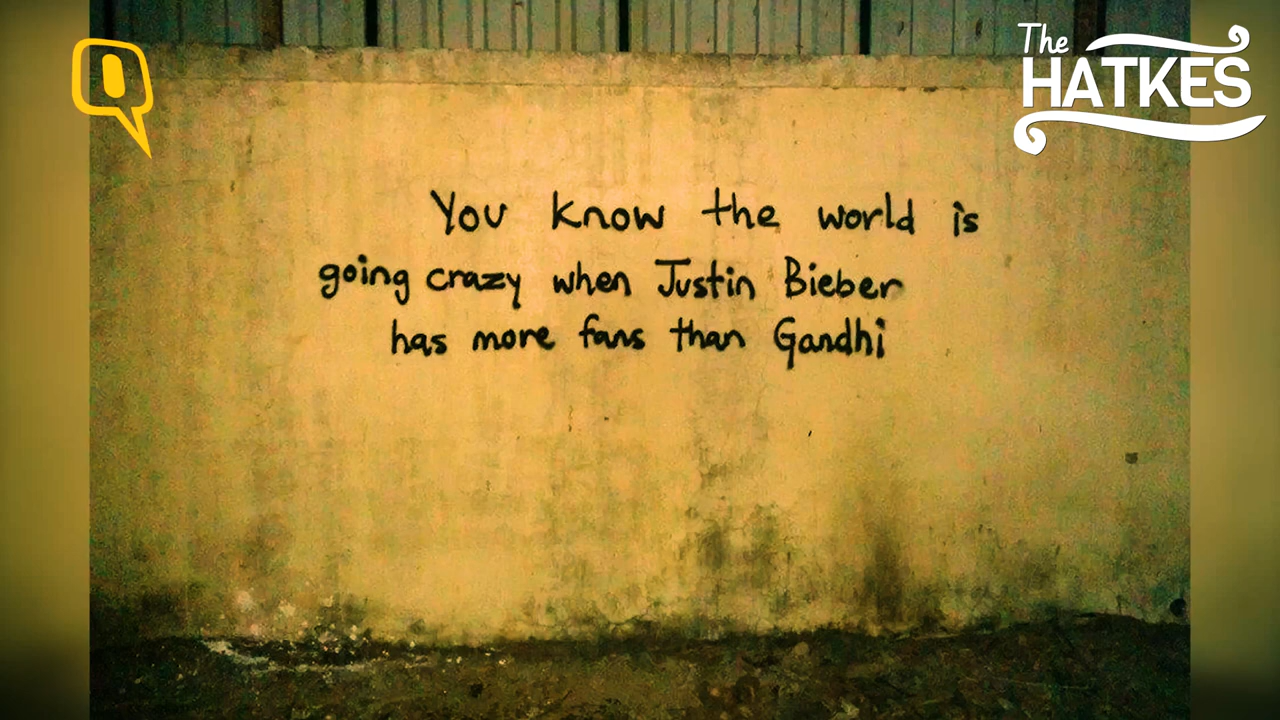 The
HATKES
You know the world is
going crazy when Justin Bieber
has more fans than Gandhi